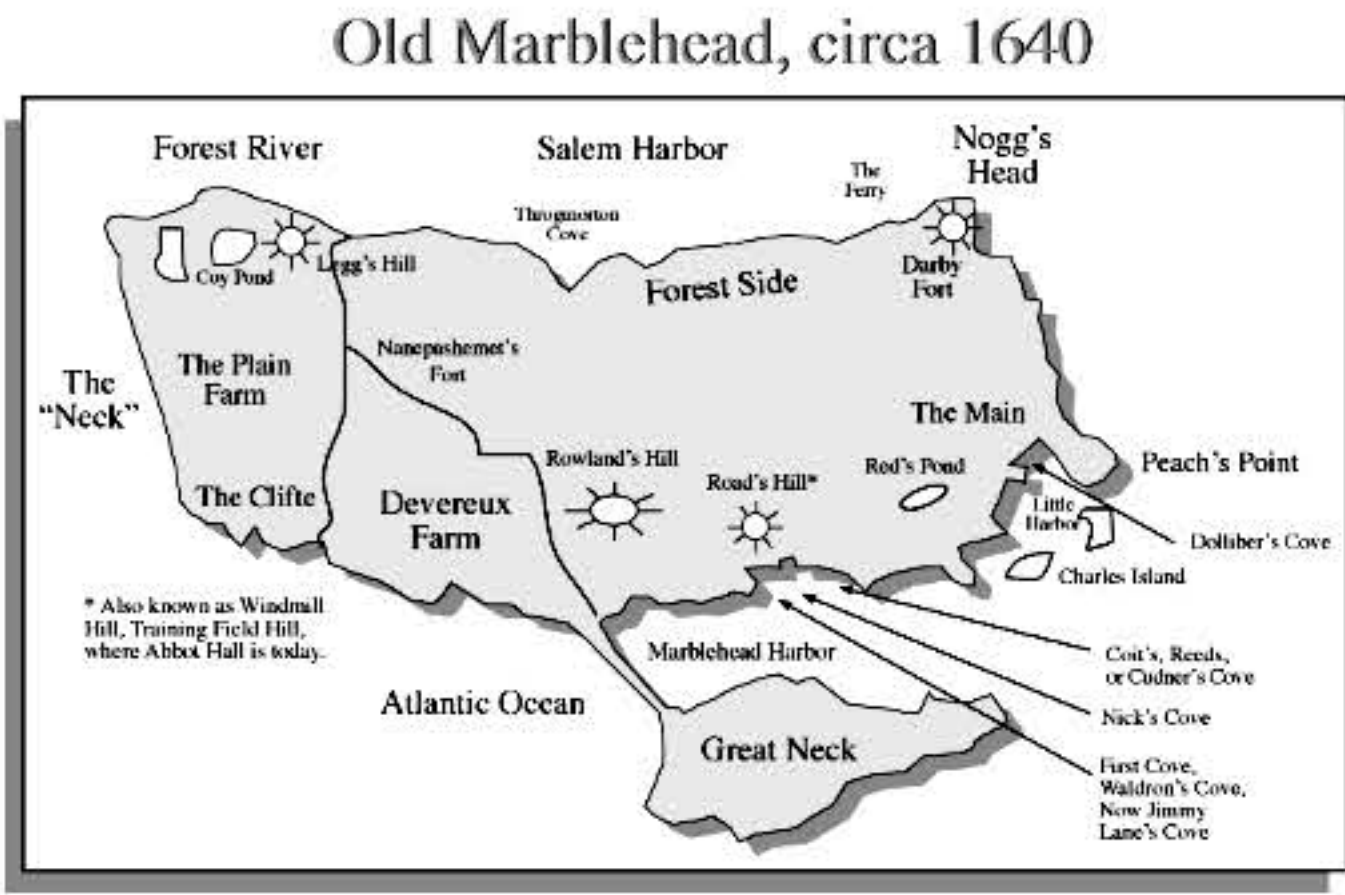 Old Marblehead, circa 1640
Forest River
Salem Harbor
Nogg's
Head
The
Ferry
Throgmorton
Cove
Coy Pond
Legg's Hill
Forest Side
Darby
Fort
The
"Neck"
The Plain
Farm
Nanepashemet's
Fort
The Main
Peach's Point
Rowland's Hill
Road's Hill*
Red's Pond
The Clifte
Devereux
Farm
Little
Harbor
Dolliber's Cove
Charles Island
* Also known as Windmill
Hill, Training Field Hill,
where Abbot Hall is today.
Marblehead Harbor
Coit's, Reeds,
or Cudner's Cove
Atlantic Ocean
Nick's Cove
Great Neck
First Cove,
Waldron's Cove,
Now Jimmy
Lane's Cove